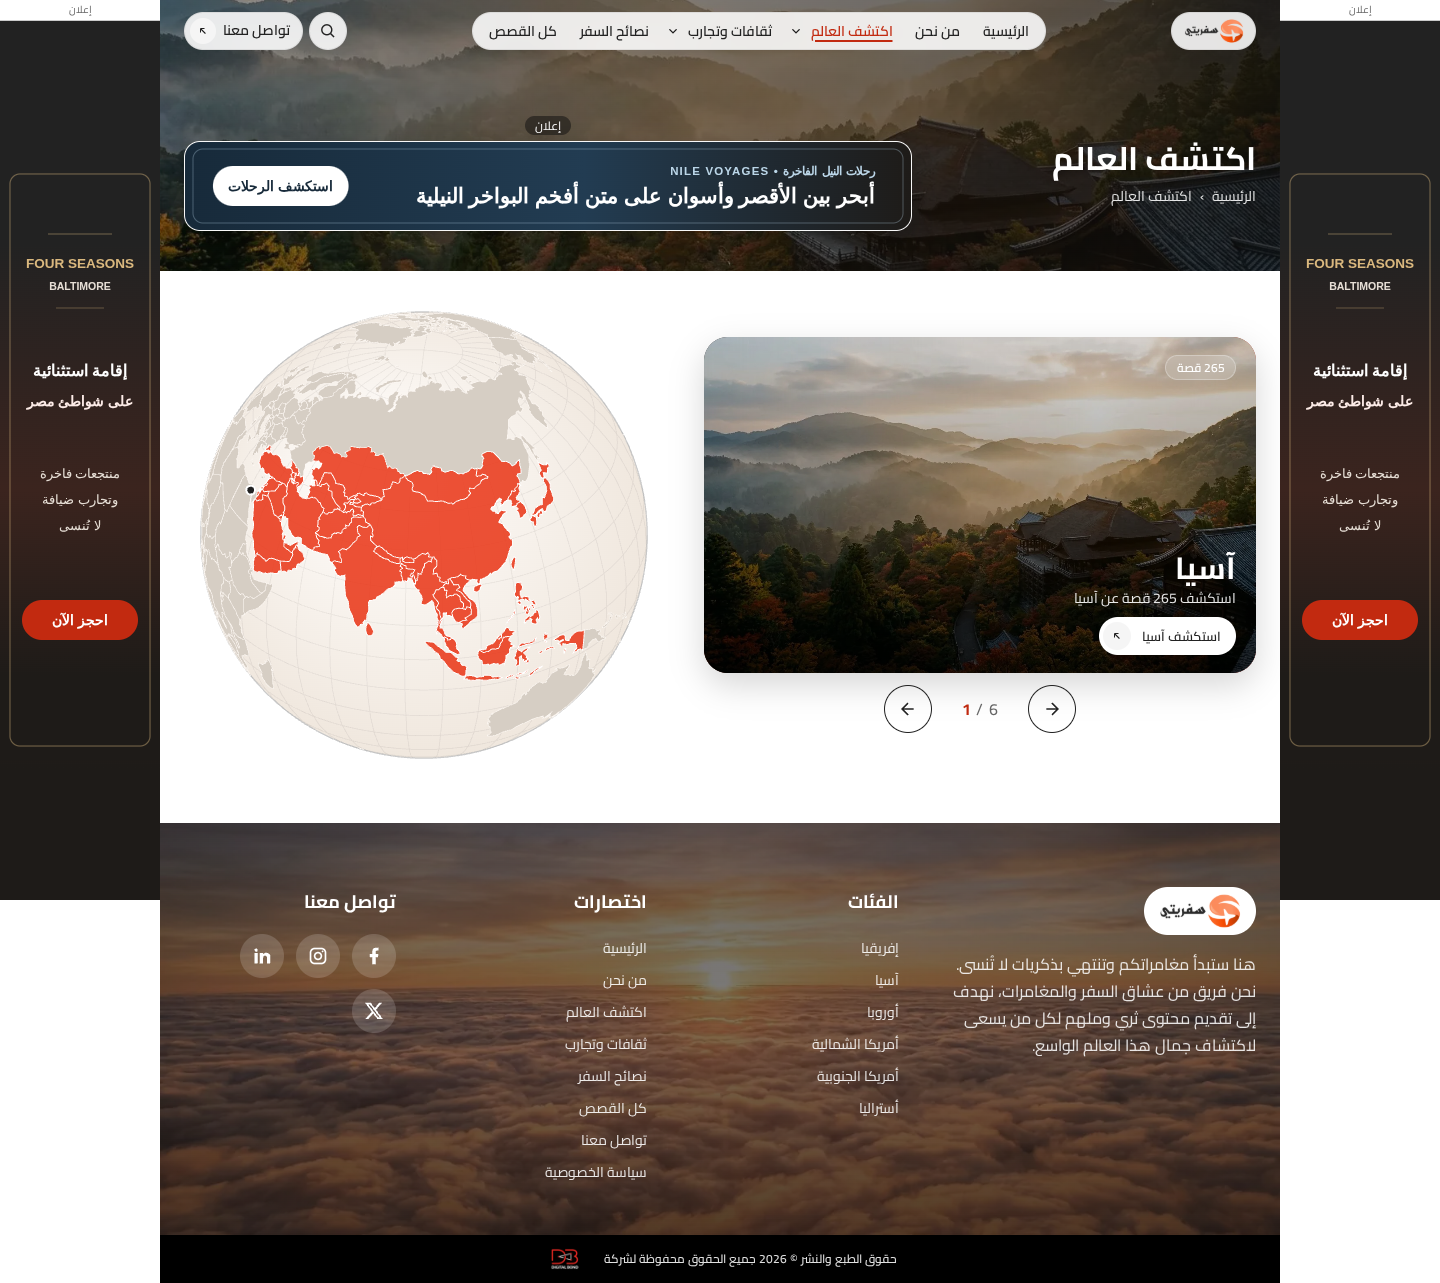 إعلان
إعلان
سفريتي
الرئيسية
من نحن
اكتشف العالم
ثقافات وتجارب
نصائح السفر
كل القصص
تواصل معنا
إعلان
رحلات النيل الفاخرة • NILE VOYAGES
أبحر بين الأقصر وأسوان على متن أفخم البواخر النيلية
استكشف الرحلات
اكتشف العالم
الرئيسية › اكتشف العالم
FOUR SEASONS
BALTIMORE
إقامة استثنائية
على شواطئ مصر
منتجعات فاخرة
وتجارب ضيافة
لا تُنسى
احجز الآن
265 قصة
آسيا
استكشف 265 قصة عن آسيا
استكشف آسيا
1 / 6
FOUR SEASONS
BALTIMORE
إقامة استثنائية
على شواطئ مصر
منتجعات فاخرة
وتجارب ضيافة
لا تُنسى
احجز الآن
سفريتي
هنا ستبدأ مغامراتكم وتنتهي بذكريات لا تُنسى.
نحن فريق من عشاق السفر والمغامرات، نهدف
إلى تقديم محتوى ثري وملهم لكل من يسعى
لاكتشاف جمال هذا العالم الواسع.
الفئات
إفريقيا
آسيا
أوروبا
أمريكا الشمالية
أمريكا الجنوبية
أستراليا
اختصارات
الرئيسية
من نحن
اكتشف العالم
ثقافات وتجارب
نصائح السفر
كل القصص
تواصل معنا
سياسة الخصوصية
تواصل معنا
حقوق الطبع والنشر © 2026 جميع الحقوق محفوظة لشركة
DIGITAL BOND